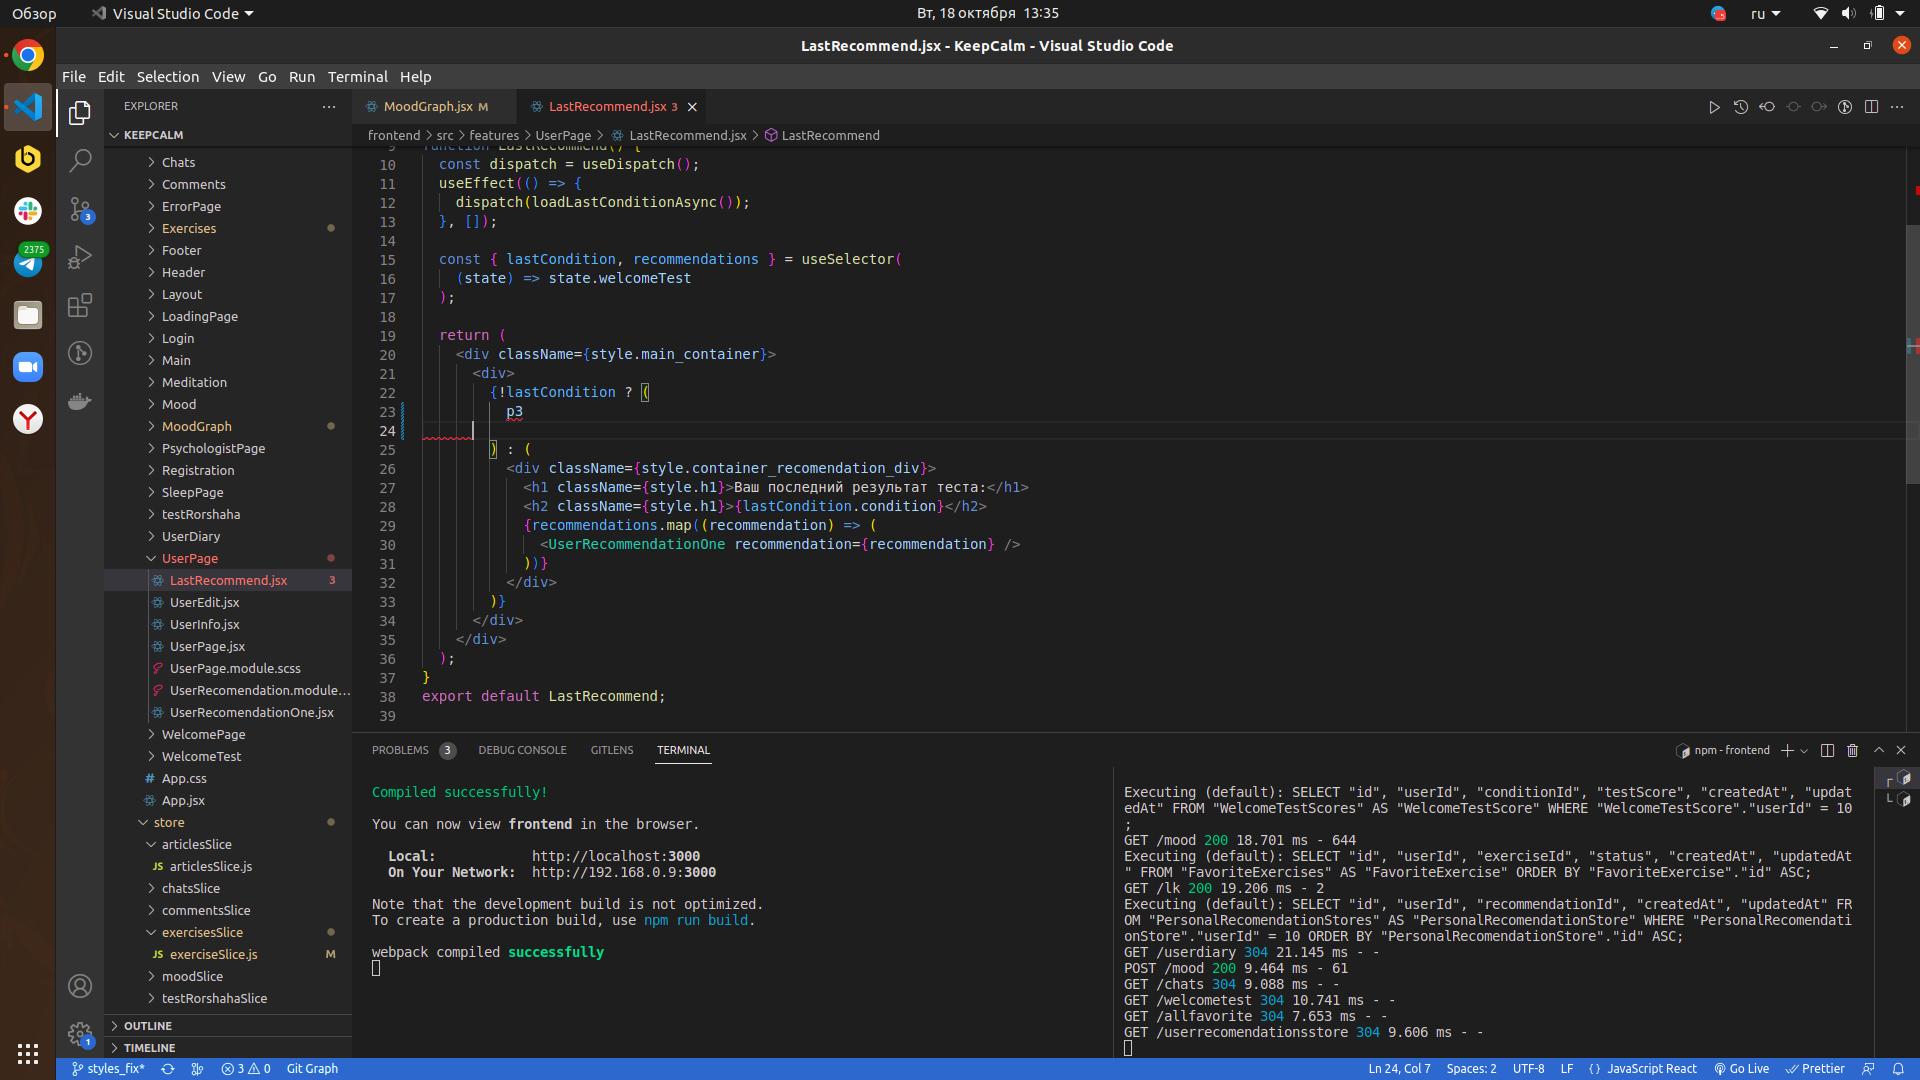 Обзор
Visual Studio Code
Вт, 18 октября 13:35
ru
LastRecommend.jsx - KeepCalm - Visual Studio Code
File Edit Selection View Go Run Terminal Help
2375
3
1
EXPLORER
KEEPCALM
Chats
Comments
ErrorPage
Exercises
Footer
Header
Layout
LoadingPage
Login
Main
Meditation
Mood
MoodGraph
PsychologistPage
Registration
SleepPage
testRorshaha
UserDiary
UserPage
LastRecommend.jsx 3
UserEdit.jsx
UserInfo.jsx
UserPage.jsx
UserPage.module.scss
UserRecomendation.module...
UserRecomendationOne.jsx
WelcomePage
WelcomeTest
# App.css
App.jsx
store
articlesSlice
JS articlesSlice.js
chatsSlice
commentsSlice
exercisesSlice
JS exerciseSlice.js M
moodSlice
testRorshahaSlice
OUTLINE
TIMELINE
MoodGraph.jsx M
LastRecommend.jsx 3
frontend > src > features > UserPage > LastRecommend.jsx > LastRecommend
9 function LastRecommend() {
10 const dispatch = useDispatch();
11 useEffect(() => {
12 dispatch(loadLastConditionAsync());
13 }, []);
14
15 const { lastCondition, recommendations } = useSelector(
16 (state) => state.welcomeTest
17 );
18
19 return (
20 <div className={style.main_container}>
21 <div>
22 {!lastCondition ? (
23 p3
24
25 ) : (
26 <div className={style.container_recomendation_div}>
27 <h1 className={style.h1}>Ваш последний результат теста:</h1>
28 <h2 className={style.h1}>{lastCondition.condition}</h2>
29 {recommendations.map((recommendation) => (
30 <UserRecommendationOne recommendation={recommendation} />
31 ))}
32 </div>
33 )}
34 </div>
35 </div>
36 );
37 }
38 export default LastRecommend;
39
PROBLEMS 3 DEBUG CONSOLE GITLENS TERMINAL
npm - frontend
Compiled successfully!
You can now view frontend in the browser.
Local: http://localhost:3000
On Your Network: http://192.168.0.9:3000
Note that the development build is not optimized.
To create a production build, use npm run build.
webpack compiled successfully
Executing (default): SELECT "id", "userId", "conditionId", "testScore", "createdAt", "updat
edAt" FROM "WelcomeTestScores" AS "WelcomeTestScore" WHERE "WelcomeTestScore"."userId" = 10
;
GET /mood 200 18.701 ms - 644
Executing (default): SELECT "id", "userId", "exerciseId", "status", "createdAt", "updatedAt
" FROM "FavoriteExercises" AS "FavoriteExercise" ORDER BY "FavoriteExercise"."id" ASC;
GET /lk 200 19.206 ms - 2
Executing (default): SELECT "id", "userId", "recommendationId", "createdAt", "updatedAt" FR
OM "PersonalRecomendationStores" AS "PersonalRecomendationStore" WHERE "PersonalRecomendati
onStore"."userId" = 10 ORDER BY "PersonalRecomendationStore"."id" ASC;
GET /userdiary 304 21.145 ms - -
POST /mood 200 9.464 ms - 61
GET /chats 304 9.088 ms - -
GET /welcometest 304 10.741 ms - -
GET /allfavorite 304 7.653 ms - -
GET /userrecomendationsstore 304 9.606 ms - -
styles_fix* 3 0 Git Graph
Ln 24, Col 7 Spaces: 2 UTF-8 LF {} JavaScript React Go Live Prettier